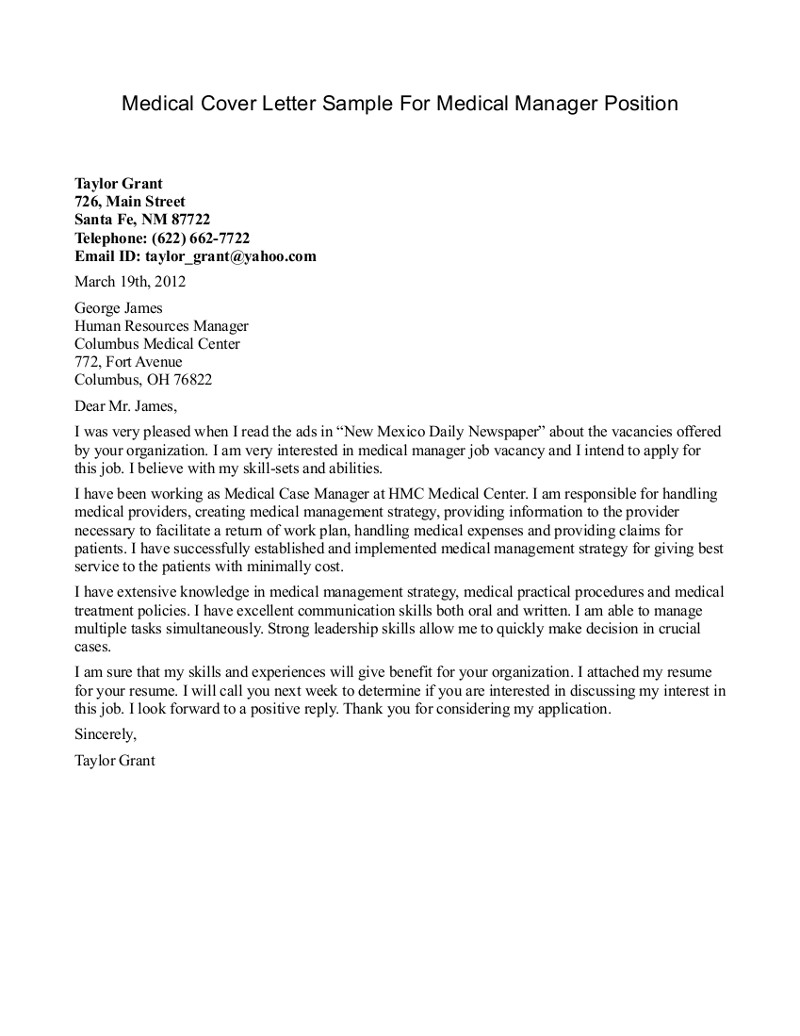 Medical Cover Letter Sample For Medical Manager Position
Taylor Grant
726, Main Street
Santa Fe, NM 87722
Telephone: (622) 662-7722
Email ID: taylor_grant@yahoo.com
March 19th, 2012
George James
Human Resources Manager
Columbus Medical Center
772, Fort Avenue
Columbus, OH 76822
Dear Mr. James,
I was very pleased when I read the ads in “New Mexico Daily Newspaper” about the vacancies offered
by your organization. I am very interested in medical manager job vacancy and I intend to apply for
this job. I believe with my skill-sets and abilities.
I have been working as Medical Case Manager at HMC Medical Center. I am responsible for handling
medical providers, creating medical management strategy, providing information to the provider
necessary to facilitate a return of work plan, handling medical expenses and providing claims for
patients. I have successfully established and implemented medical management strategy for giving best
service to the patients with minimally cost.
I have extensive knowledge in medical management strategy, medical practical procedures and medical
treatment policies. I have excellent communication skills both oral and written. I am able to manage
multiple tasks simultaneously. Strong leadership skills allow me to quickly make decision in crucial
cases.
I am sure that my skills and experiences will give benefit for your organization. I attached my resume
for your resume. I will call you next week to determine if you are interested in discussing my interest in
this job. I look forward to a positive reply. Thank you for considering my application.
Sincerely,
Taylor Grant